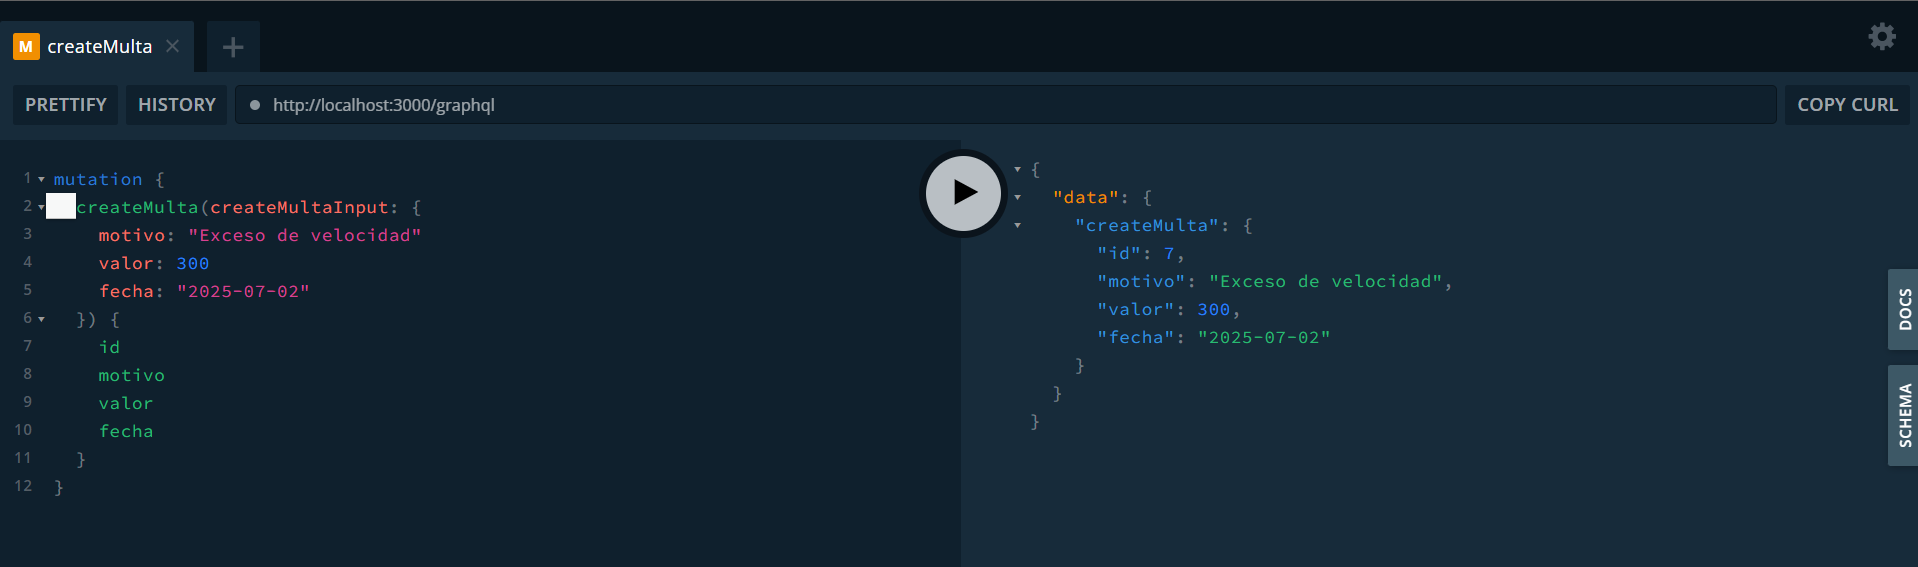 M createMulta
PRETTIFY HISTORY http://localhost:3000/graphql COPY CURL
1 mutation {
2 createMulta(createMultaInput: {
3 motivo: "Exceso de velocidad"
4 valor: 300
5 fecha: "2025-07-02"
6 }) {
7 id
8 motivo
9 valor
10 fecha
11 }
12 }
{
"data": {
"createMulta": {
"id": 7,
"motivo": "Exceso de velocidad",
"valor": 300,
"fecha": "2025-07-02"
}
}
}
DOCS
SCHEMA